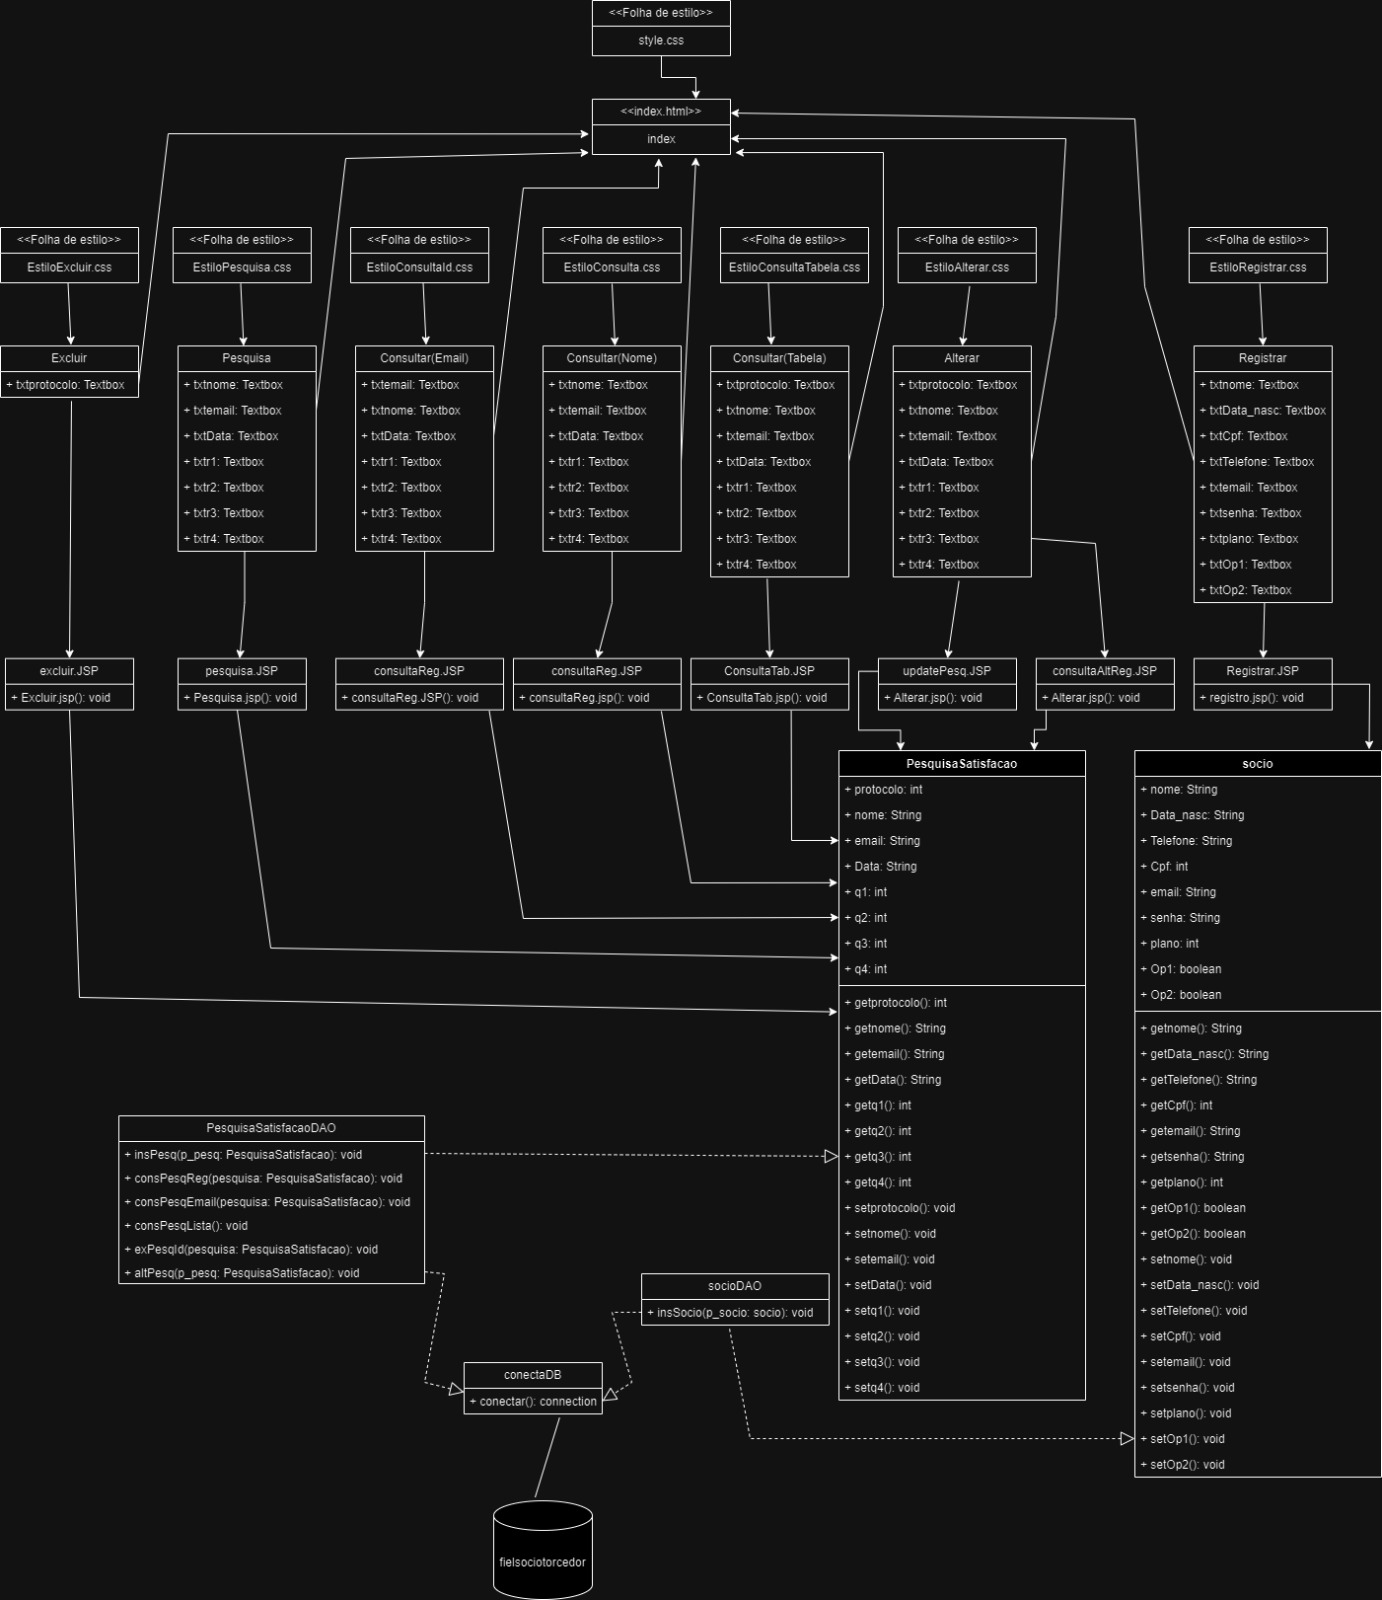 <<Folha de estilo>>
style.css
<<index.html>>
index
<<Folha de estilo>>
EstiloExcluir.css
<<Folha de estilo>>
EstiloPesquisa.css
<<Folha de estilo>>
EstiloConsultaId.css
<<Folha de estilo>>
EstiloConsulta.css
<<Folha de estilo>>
EstiloConsultaTabela.css
<<Folha de estilo>>
EstiloAlterar.css
<<Folha de estilo>>
EstiloRegistrar.css
Excluir
+ txtprotocolo: Textbox
Pesquisa
+ txtnome: Textbox
+ txtemail: Textbox
+ txtData: Textbox
+ txtr1: Textbox
+ txtr2: Textbox
+ txtr3: Textbox
+ txtr4: Textbox
Consultar(Email)
+ txtemail: Textbox
+ txtnome: Textbox
+ txtData: Textbox
+ txtr1: Textbox
+ txtr2: Textbox
+ txtr3: Textbox
+ txtr4: Textbox
Consultar(Nome)
+ txtnome: Textbox
+ txtemail: Textbox
+ txtData: Textbox
+ txtr1: Textbox
+ txtr2: Textbox
+ txtr3: Textbox
+ txtr4: Textbox
Consultar(Tabela)
+ txtprotocolo: Textbox
+ txtnome: Textbox
+ txtemail: Textbox
+ txtData: Textbox
+ txtr1: Textbox
+ txtr2: Textbox
+ txtr3: Textbox
+ txtr4: Textbox
Alterar
+ txtprotocolo: Textbox
+ txtnome: Textbox
+ txtemail: Textbox
+ txtData: Textbox
+ txtr1: Textbox
+ txtr2: Textbox
+ txtr3: Textbox
+ txtr4: Textbox
Registrar
+ txtnome: Textbox
+ txtData_nasc: Textbox
+ txtCpf: Textbox
+ txtTelefone: Textbox
+ txtemail: Textbox
+ txtsenha: Textbox
+ txtplano: Textbox
+ txtOp1: Textbox
+ txtOp2: Textbox
excluir.JSP
+ Excluir.jsp(): void
pesquisa.JSP
+ Pesquisa.jsp(): void
consultaReg.JSP
+ consultaReg.JSP(): void
consultaReg.JSP
+ consultaReg.jsp(): void
ConsultaTab.JSP
+ ConsultaTab.jsp(): void
updatePesq.JSP
+ Alterar.jsp(): void
consultaAltReg.JSP
+ Alterar.jsp(): void
Registrar.JSP
+ registro.jsp(): void
PesquisaSatisfacao
+ protocolo: int
+ nome: String
+ email: String
+ Data: String
+ q1: int
+ q2: int
+ q3: int
+ q4: int
+ getprotocolo(): int
+ getnome(): String
+ getemail(): String
+ getData(): String
+ getq1(): int
+ getq2(): int
+ getq3(): int
+ getq4(): int
+ setprotocolo(): void
+ setnome(): void
+ setemail(): void
+ setData(): void
+ setq1(): void
+ setq2(): void
+ setq3(): void
+ setq4(): void
socio
+ nome: String
+ Data_nasc: String
+ Telefone: String
+ Cpf: int
+ email: String
+ senha: String
+ plano: int
+ Op1: boolean
+ Op2: boolean
+ getnome(): String
+ getData_nasc(): String
+ getTelefone(): String
+ getCpf(): int
+ getemail(): String
+ getsenha(): String
+ getplano(): int
+ getOp1(): boolean
+ getOp2(): boolean
+ setnome(): void
+ setData_nasc(): void
+ setTelefone(): void
+ setCpf(): void
+ setemail(): void
+ setsenha(): void
+ setplano(): void
+ setOp1(): void
+ setOp2(): void
PesquisaSatisfacaoDAO
+ insPesq(p_pesq: PesquisaSatisfacao): void
+ consPesqReg(pesquisa: PesquisaSatisfacao): void
+ consPesqEmail(pesquisa: PesquisaSatisfacao): void
+ consPesqLista(): void
+ exPesqId(pesquisa: PesquisaSatisfacao): void
+ altPesq(p_pesq: PesquisaSatisfacao): void
socioDAO
+ insSocio(p_socio: socio): void
conectaDB
+ conectar(): connection
fielsociotorcedor